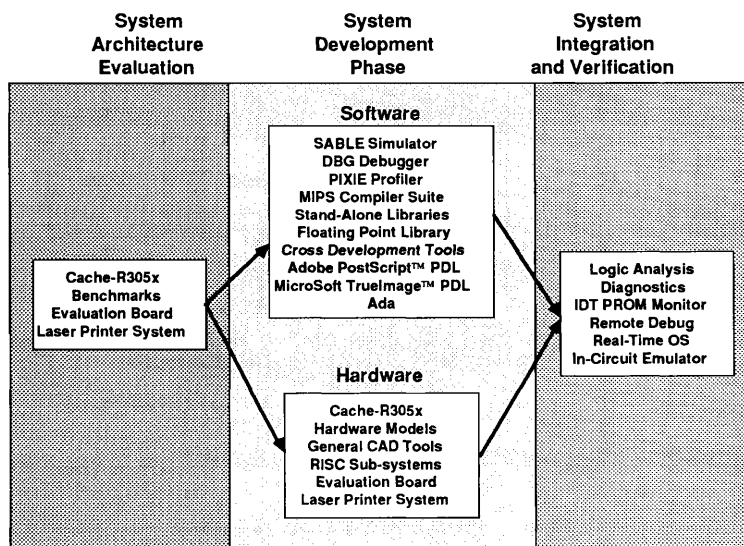 System
Architecture
Evaluation
System
Development
Phase
System
Integration
and Verification
Cache-R305x
Benchmarks
Evaluation Board
Laser Printer System
Software
SABLE Simulator
DBG Debugger
PIXIE Profiler
MIPS Compiler Suite
Stand-Alone Libraries
Floating Point Library
Cross Development Tools
Adobe PostScript™ PDL
MicroSoft TrueImage™ PDL
Ada
Hardware
Cache-R305x
Hardware Models
General CAD Tools
RISC Sub-systems
Evaluation Board
Laser Printer System
Logic Analysis
Diagnostics
IDT PROM Monitor
Remote Debug
Real-Time OS
In-Circuit Emulator